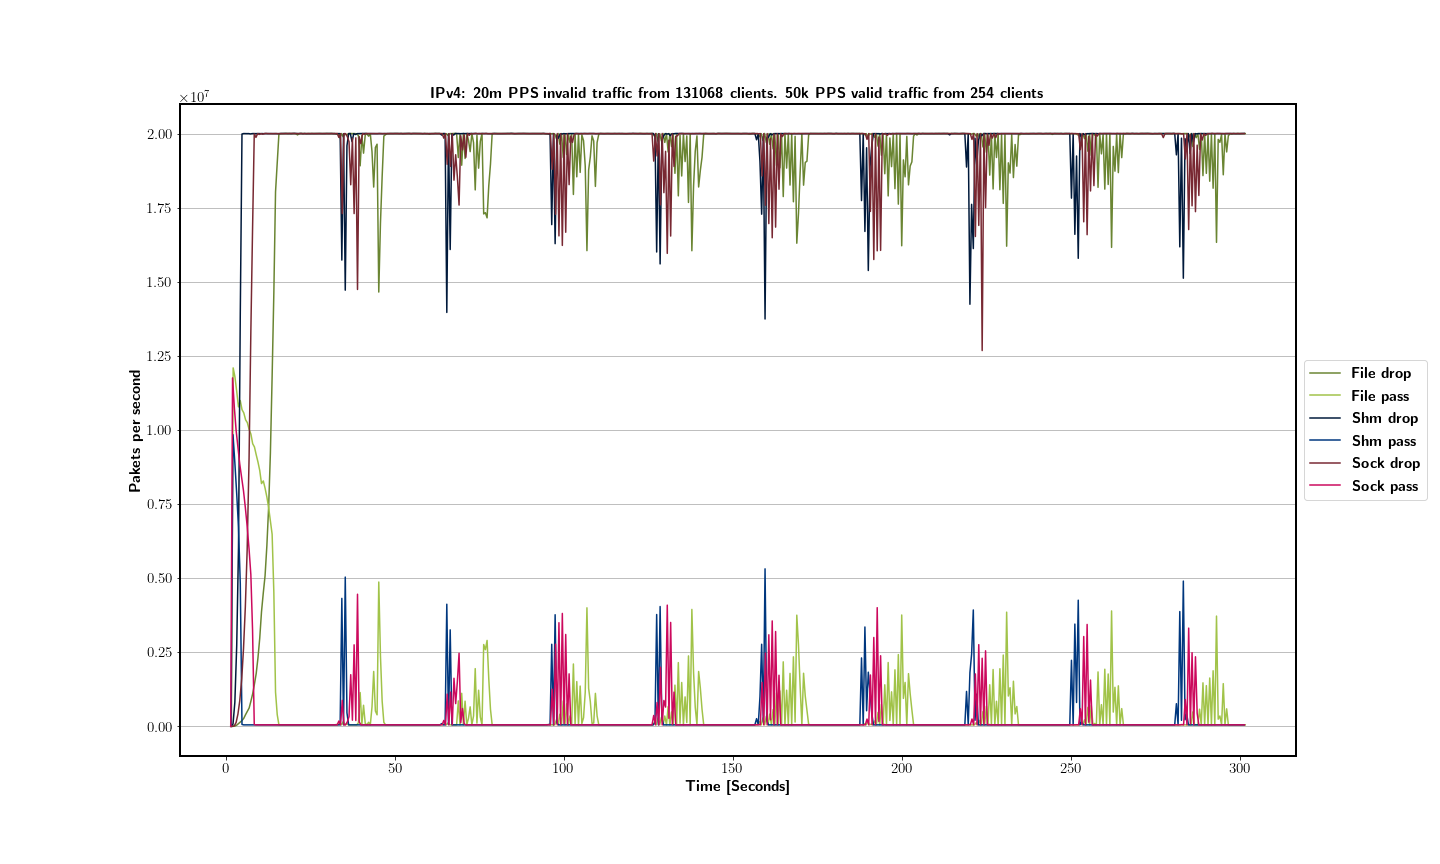 IPv4: 20m PPS invalid traffic from 131068 clients. 50k PPS valid traffic from 254 clients
×10⁷
2.00
1.75
1.50
1.25
1.00
0.75
0.50
0.25
0.00
Pakets per second
0 50 100 150 200 250 300
Time [Seconds]
File drop
File pass
Shm drop
Shm pass
Sock drop
Sock pass